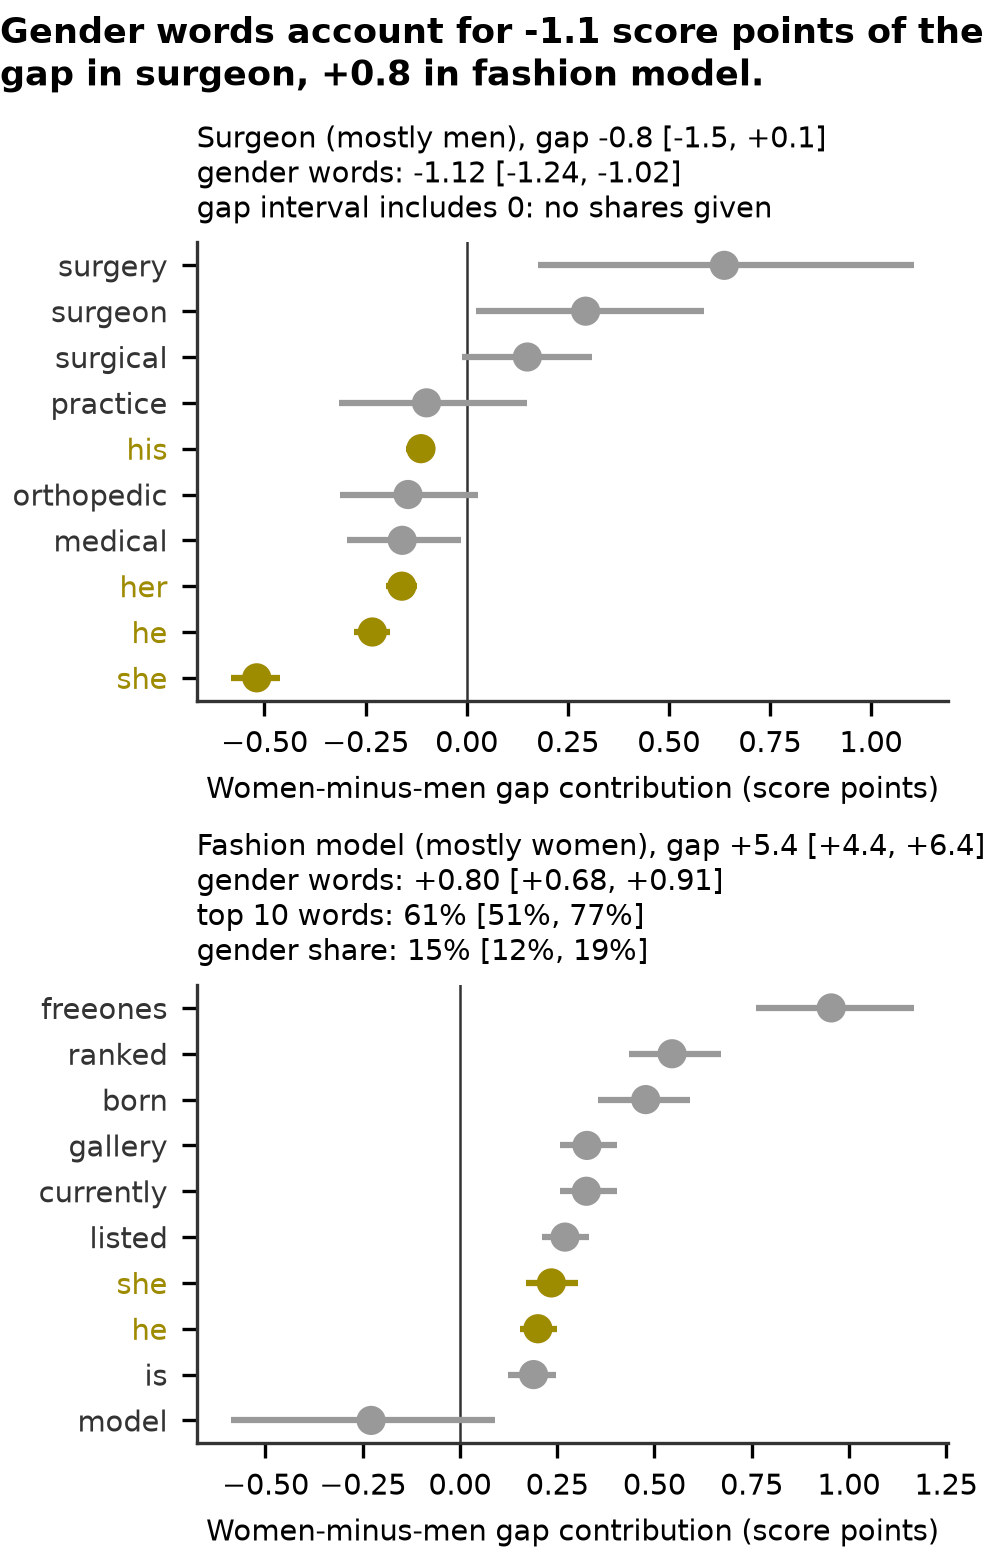 Gender words account for -1.1 score points of the
gap in surgeon, +0.8 in fashion model.
Surgeon (mostly men), gap -0.8 [-1.5, +0.1]
gender words: -1.12 [-1.24, -1.02]
gap interval includes 0: no shares given
surgery
surgeon
surgical
practice
his
orthopedic
medical
her
he
she
−0.50 −0.25 0.00 0.25 0.50 0.75 1.00
Women-minus-men gap contribution (score points)
Fashion model (mostly women), gap +5.4 [+4.4, +6.4]
gender words: +0.80 [+0.68, +0.91]
top 10 words: 61% [51%, 77%]
gender share: 15% [12%, 19%]
freeones
ranked
born
gallery
currently
listed
she
he
is
model
−0.50 −0.25 0.00 0.25 0.50 0.75 1.00 1.25
Women-minus-men gap contribution (score points)